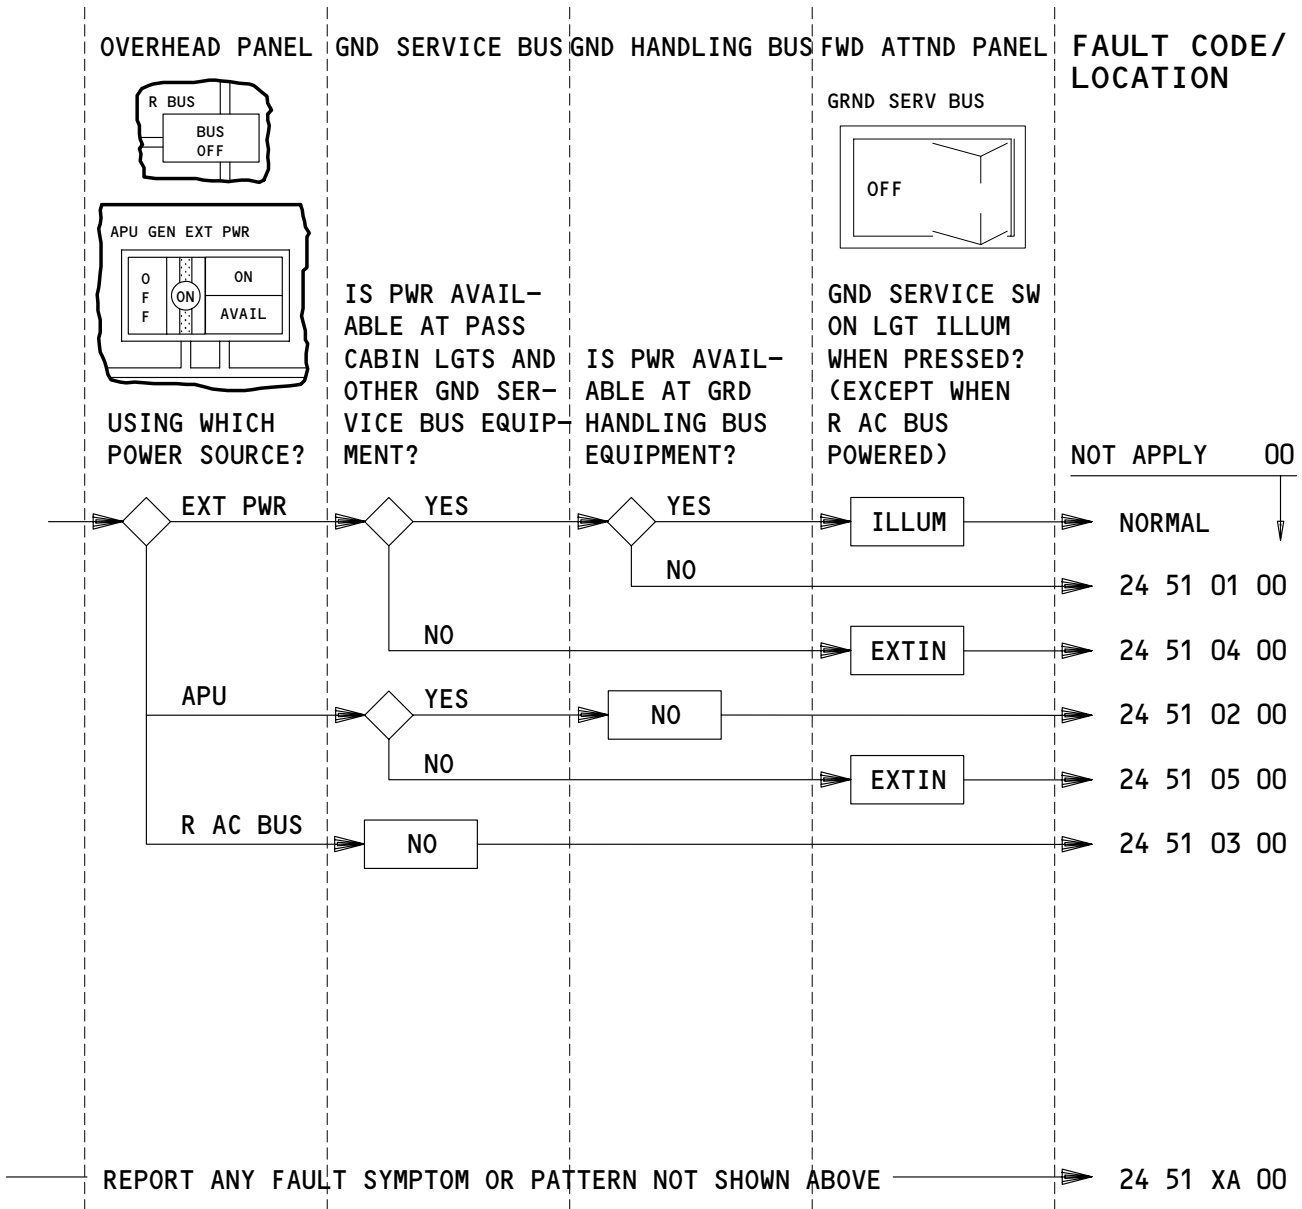 OVERHEAD PANEL
GND SERVICE BUS
GND HANDLING BUS
FWD ATTND PANEL
FAULT CODE/
LOCATION
R BUS
BUS
OFF
APU GEN EXT PWR
O
F
F
ON
ON
AVAIL
USING WHICH
POWER SOURCE?
IS PWR AVAIL-
ABLE AT PASS
CABIN LGTS AND
OTHER GND SER-
VICE BUS EQUIP-
MENT?
IS PWR AVAIL-
ABLE AT GRD
HANDLING BUS
EQUIPMENT?
GRND SERV BUS
OFF
GND SERVICE SW
ON LGT ILLUM
WHEN PRESSED?
(EXCEPT WHEN
R AC BUS
POWERED)
NOT APPLY 00
EXT PWR YES YES ILLUM NORMAL
NO 24 51 01 00
NO EXTIN 24 51 04 00
APU YES NO 24 51 02 00
NO EXTIN 24 51 05 00
R AC BUS NO 24 51 03 00
REPORT ANY FAULT SYMPTOM OR PATTERN NOT SHOWN ABOVE 24 51 XA 00